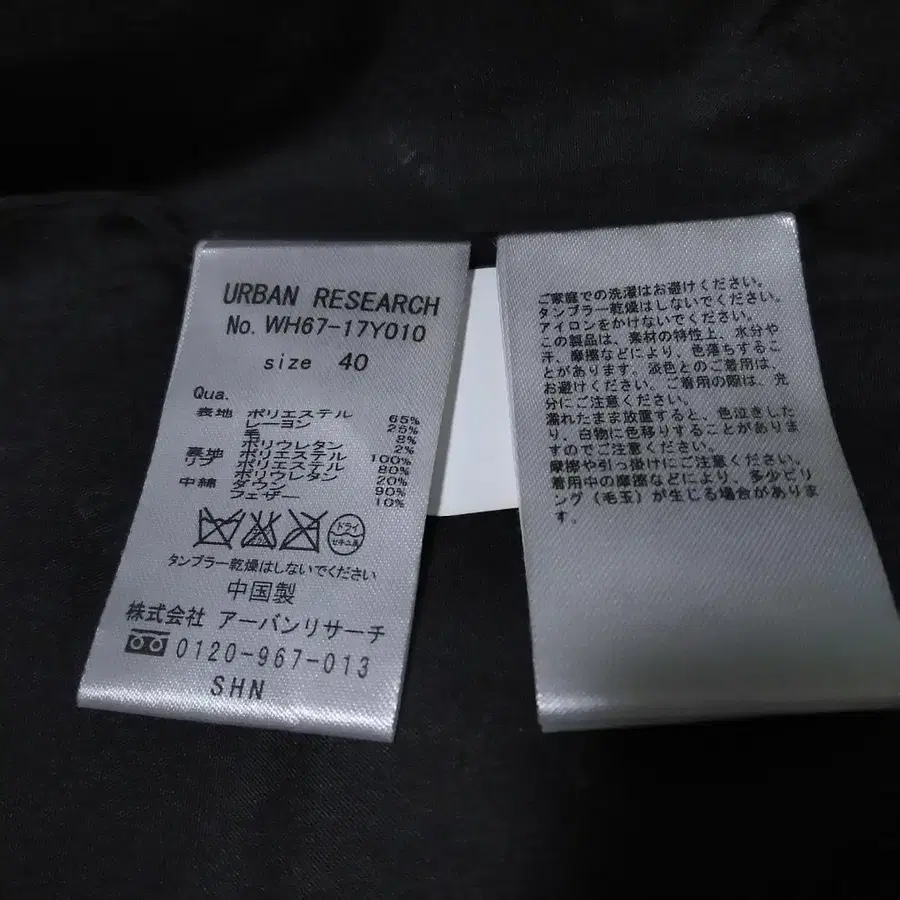 URBAN RESEARCH
No. WH67-17Y010
size 40
Qua.
表地 ポリエステル 65%
レーヨン 25%
毛 8%
ポリウレタン 2%
裏地 ポリエステル 100%
リブ ポリエステル 80%
ポリウレタン 20%
中綿 ダウン 90%
フェザー 10%
ドライ
セキユ系
タンブラー乾燥はしないでください
中国製
株式会社 アーバンリサーチ
0120-967-013
SHN
ご家庭での洗濯はお避けください。
タンブラー乾燥はしないでください。
アイロンをかけないでください。
この製品は、素材の特性上、水分や
汗、摩擦などにより、色落ちするこ
とがあります。淡色とのご着用は、
お避けください。ご着用の際は、充
分にご注意ください。
濡れたまま放置すると、色泣きした
り、白物に色移りすることがありま
すのでご注意ください。
摩擦や引っ掛けにご注意ください。
着用中の摩擦などにより、多少ピリ
ング(毛玉)が生じる場合がありま
す。